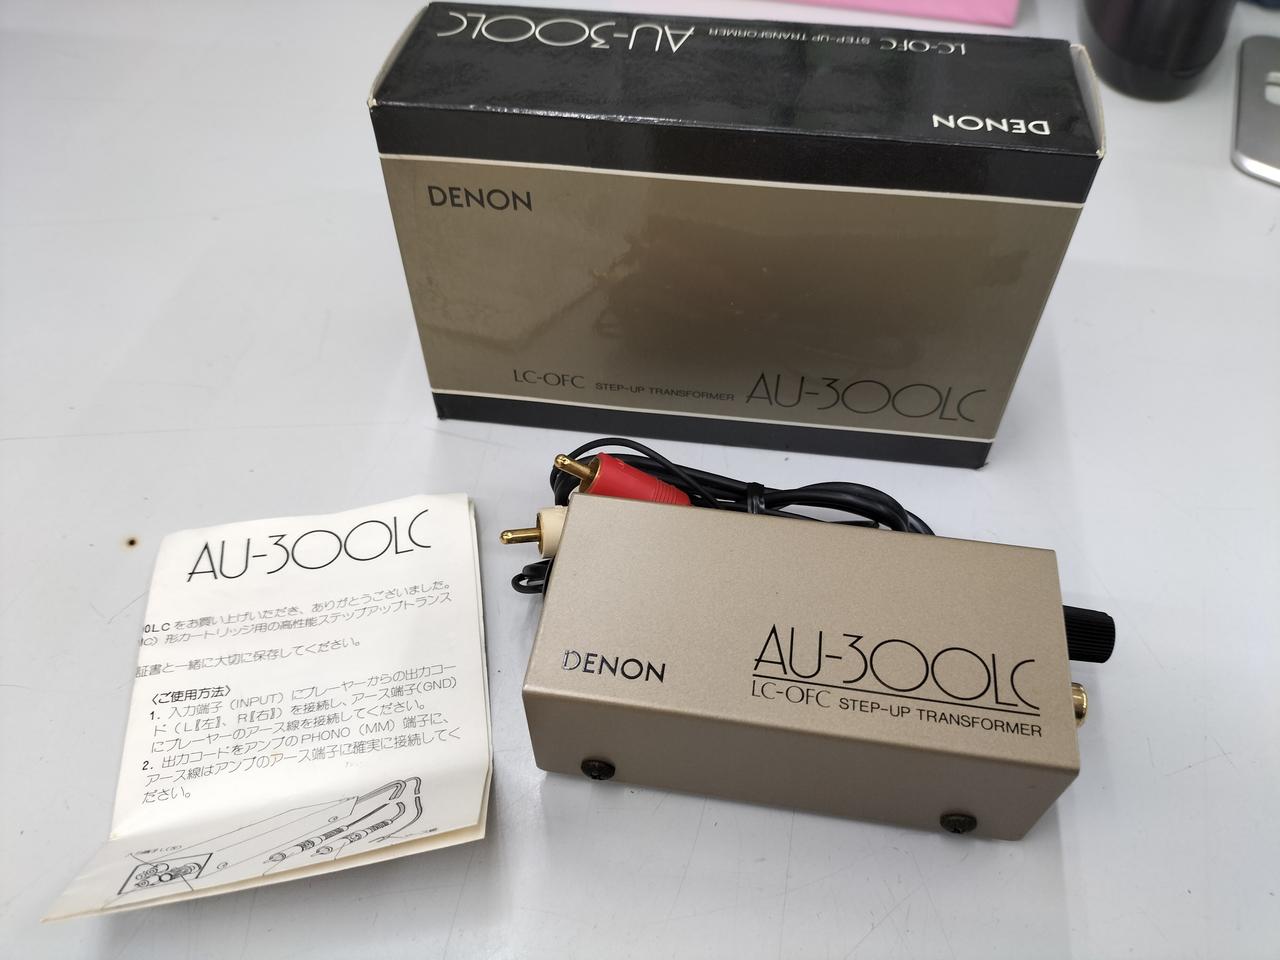 AU-300LC
STEP-UP TRANSFORMER
LC-OFC
DENON
DENON
LC-OFC STEP-UP TRANSFORMER AU-300LC
AU-300LC
0LC をお買い上げいただき、ありがとうございました。
MC）形カートリッジ用の高性能ステップアップトランス
証書と一緒に大切に保存してください。
〈ご使用方法〉
1. 入力端子（INPUT）にプレーヤーからの出力コー
ド（L〖左〗、R〖右〗）を接続し、アース端子（GND）
にプレーヤーのアース線を接続してください。
2. 出力コードをアンプのPHONO（MM）端子に、
アース線はアンプのアース端子に確実に接続してく
ださい。
DENON
AU-300LC
LC-OFC STEP-UP TRANSFORMER